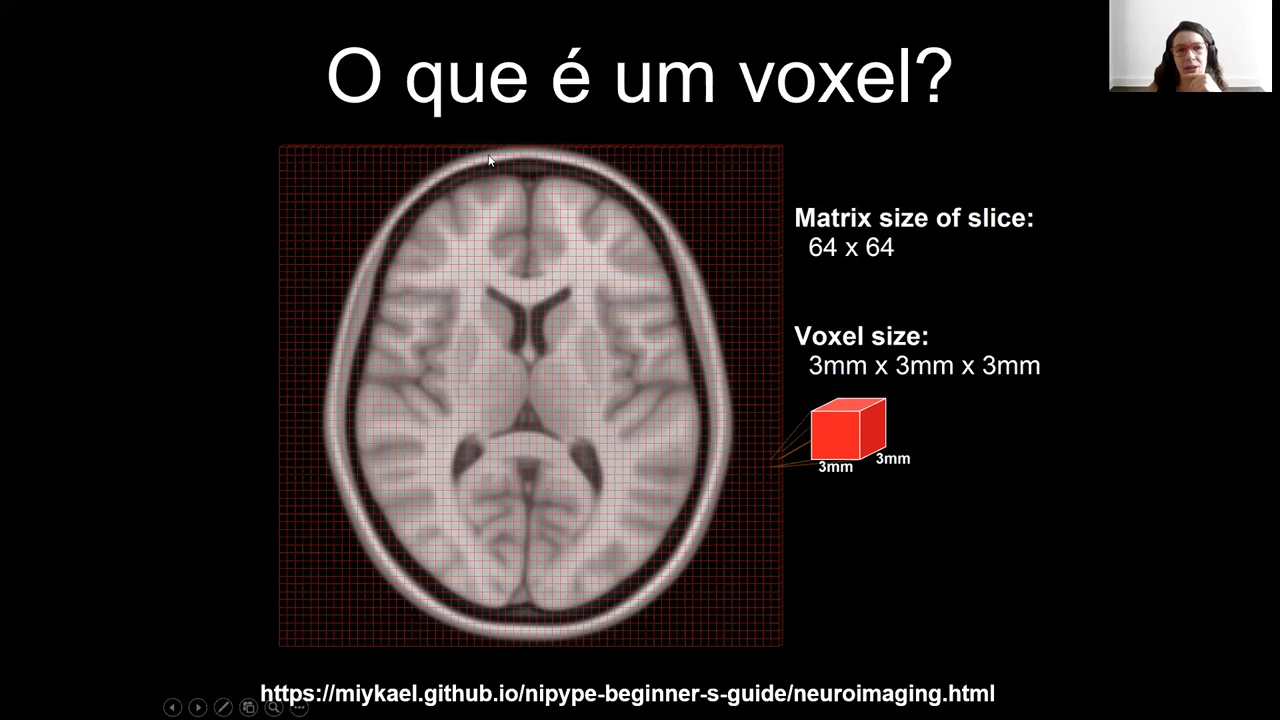 O que é um voxel?
Matrix size of slice:
64 x 64
Voxel size:
3mm x 3mm x 3mm
3mm
3mm
https://miykael.github.io/nipype-beginner-s-guide/neuroimaging.html